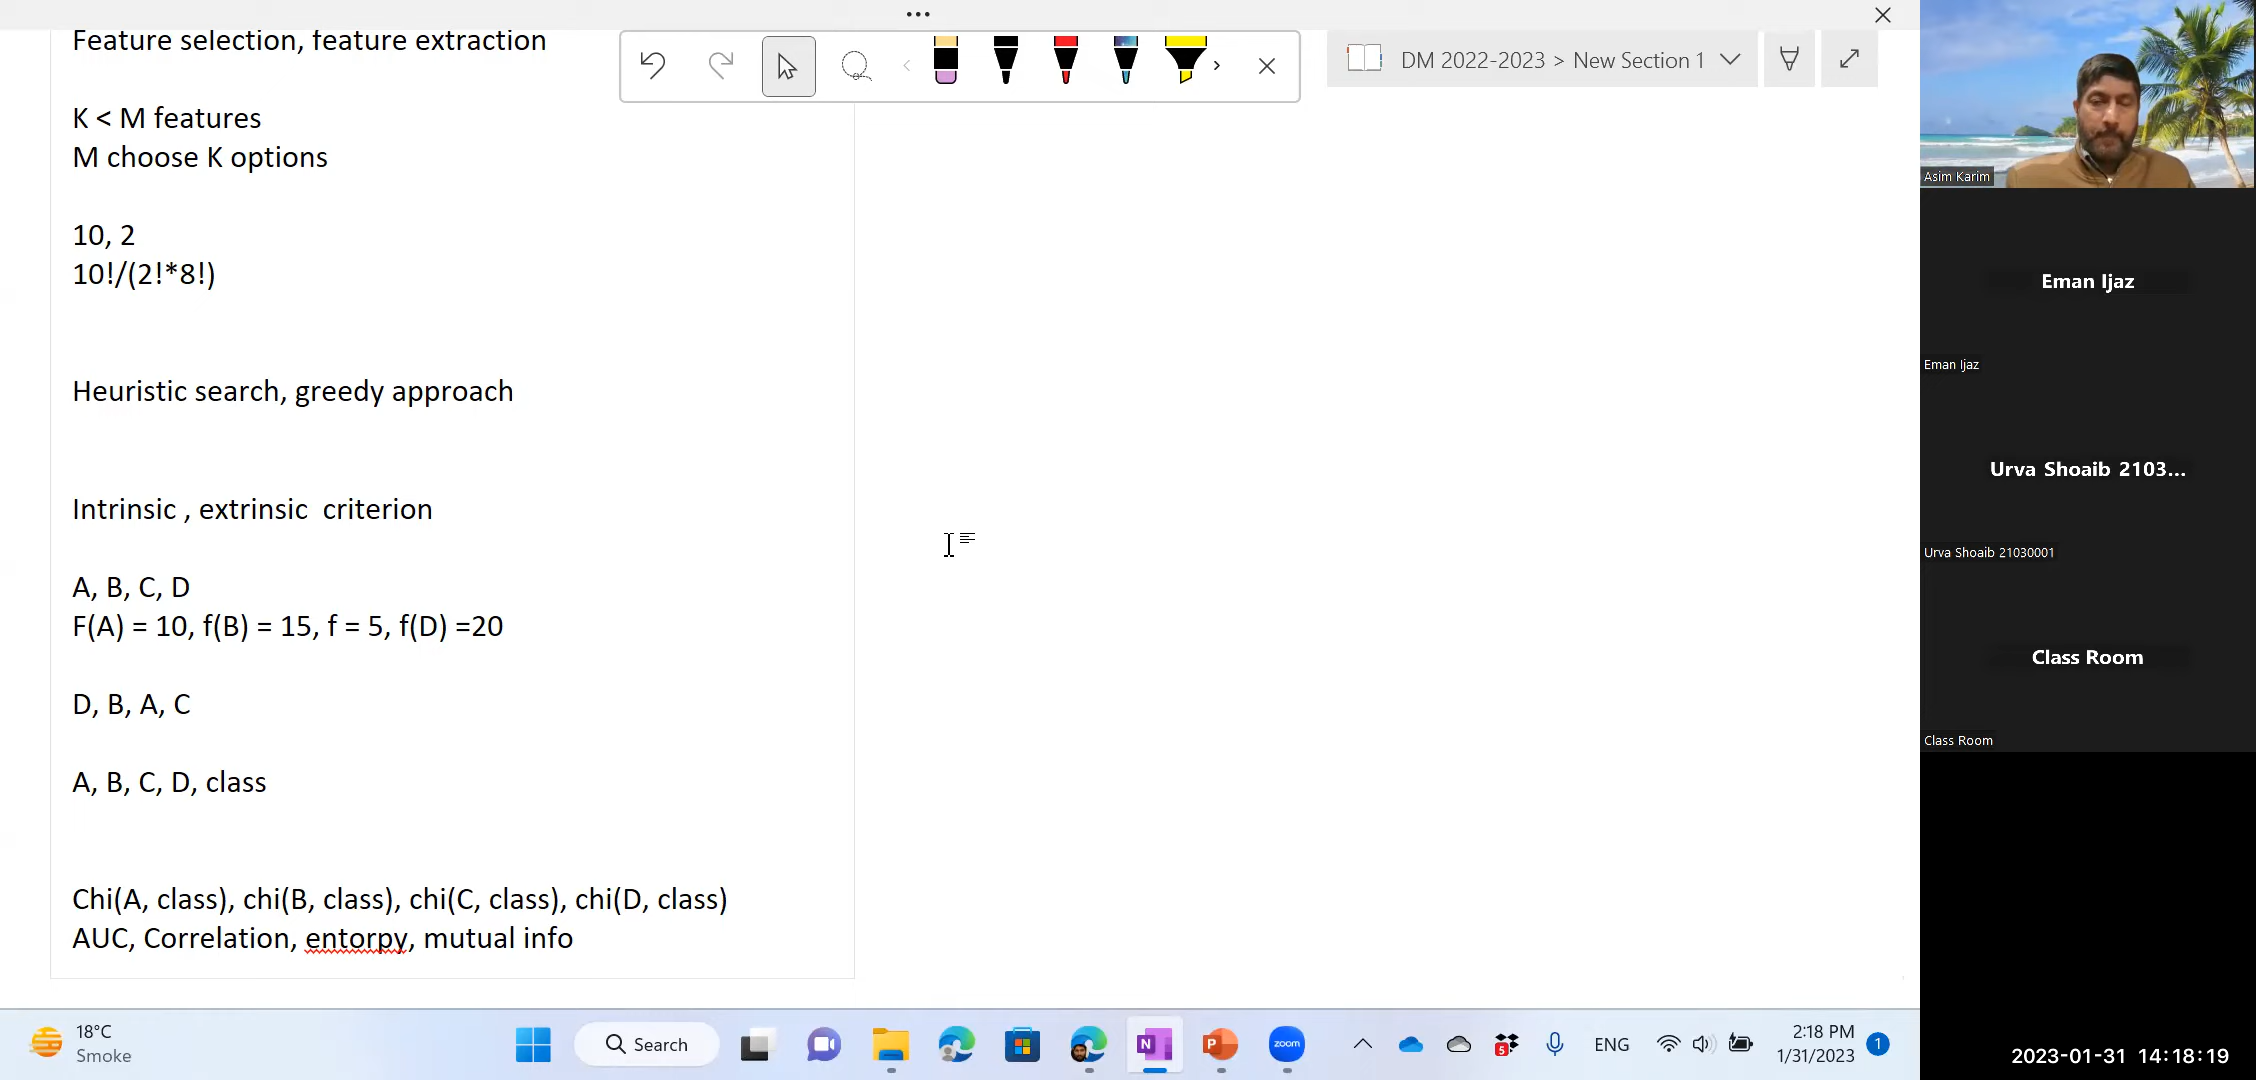 Feature selection, feature extraction
K < M features
M choose K options
10, 2
10!/(2!*8!)
Heuristic search, greedy approach
Intrinsic , extrinsic  criterion
A, B, C, D
F(A) = 10, f(B) = 15, f = 5, f(D) =20
D, B, A, C
A, B, C, D, class
Chi(A, class), chi(B, class), chi(C, class), chi(D, class)
AUC, Correlation, entorpy, mutual info
DM 2022-2023 > New Section 1
Asim Karim
Eman Ijaz
Eman Ijaz
Urva Shoaib 2103...
Urva Shoaib 21030001
Class Room
Class Room
18°C
Smoke
Search
N
P
zoom
5
ENG
2:18 PM
1/31/2023
1
2023-01-31 14:18:19